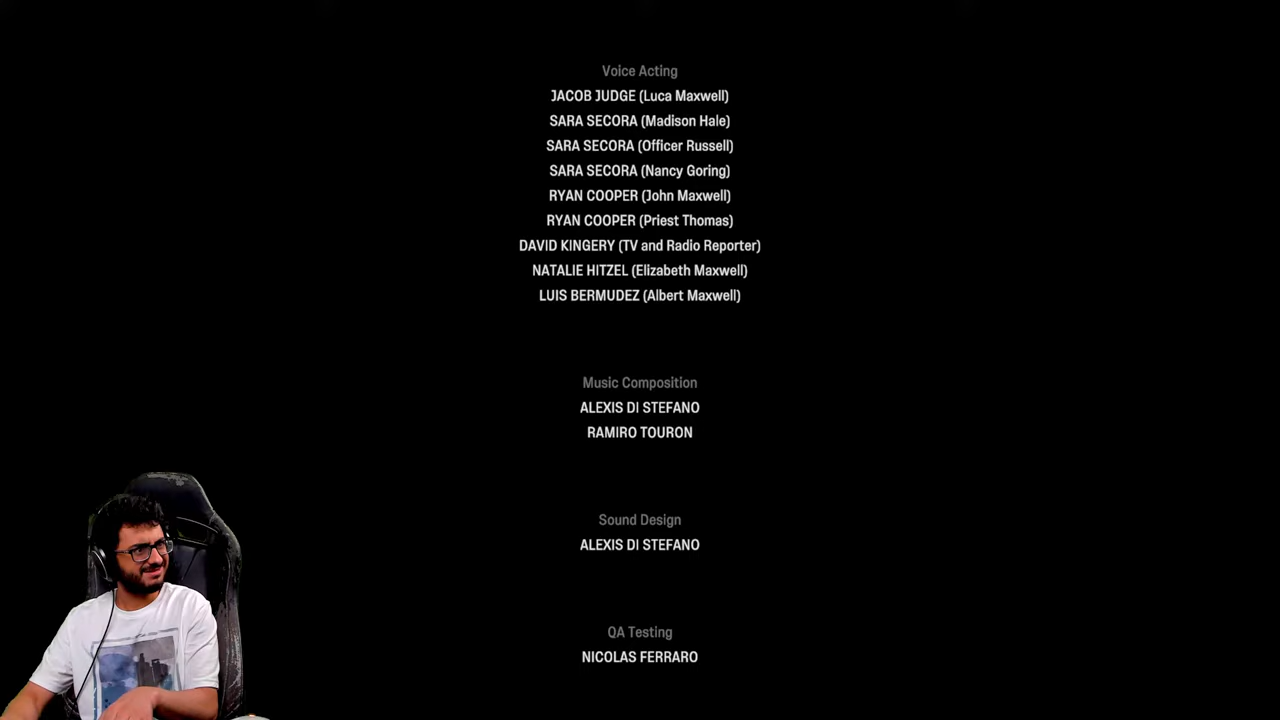 Voice Acting
JACOB JUDGE (Luca Maxwell)
SARA SECORA (Madison Hale)
SARA SECORA (Officer Russell)
SARA SECORA (Nancy Goring)
RYAN COOPER (John Maxwell)
RYAN COOPER (Priest Thomas)
DAVID KINGERY (TV and Radio Reporter)
NATALIE HITZEL (Elizabeth Maxwell)
LUIS BERMUDEZ (Albert Maxwell)
Music Composition
ALEXIS DI STEFANO
RAMIRO TOURON
Sound Design
ALEXIS DI STEFANO
QA Testing
NICOLAS FERRARO